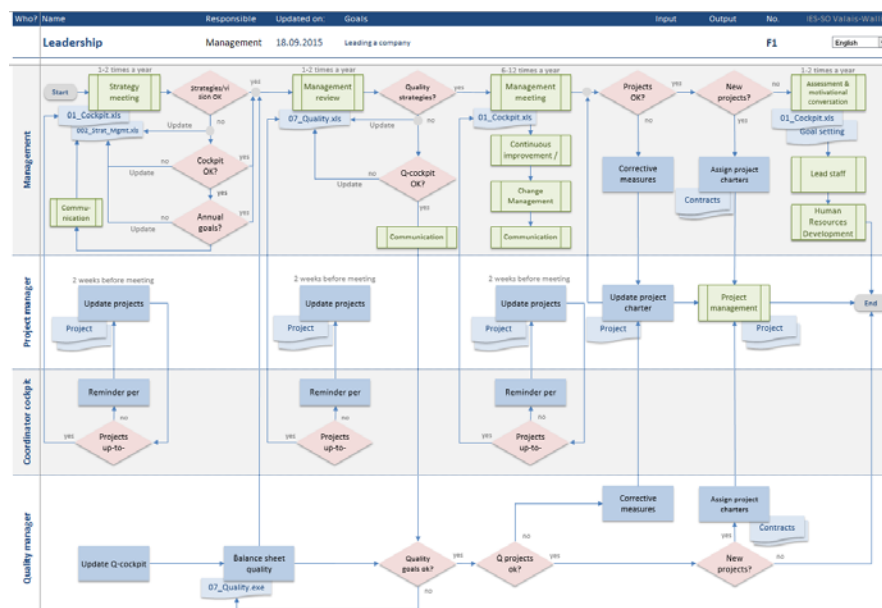 Who? Name Responsible Updated on: Goals Input Output No. IES-SO Valais-Wallis
Leadership Management 18.09.2015 Leading a company F1 English
Management
Start
1-2 times a year
Strategy
meeting
01_Cockpit.xls
Strategies/vi
sion OK
yes
no
Update
Cockpit
OK?
yes
no
Update
Annual
goals?
yes
no
Update
Commu-
nication
1-2 times a year
Management
review
07_Quality.xls
Quality
strategies?
yes
no
Update
Q-cockpit
OK?
no
Update
yes
Communication
6-12 times a year
Management
meeting
01_Cockpit.xls
Continuous
improvement /
Change
Management
Communication
Projects
OK?
yes
no
Corrective
measures
New
projects?
no
yes
Assign project
charters
Contracts
1-2 times a year
Assessment &
motivational
conversation
01_Cockpit.xls
Goal setting
Lead staff
Human
Resources
Development
Project manager
2 weeks before meeting
Update projects
Project
2 weeks before meeting
Update projects
Project
2 weeks before meeting
Update projects
Project
Update project
charter
Project
Project
management
Project
End
Coordinator cockpit
Reminder per
no
yes
Projects
up-to-
Reminder per
no
yes
Projects
up-to-
Reminder per
no
yes
Projects
up-to-
Quality manager
Update Q-cockpit
Balance sheet
quality
07_Quality.exe
Quality
goals ok?
yes
no
Q projects
ok?
no
yes
Corrective
measures
Assign project
charters
Contracts
yes
New
projects?
no